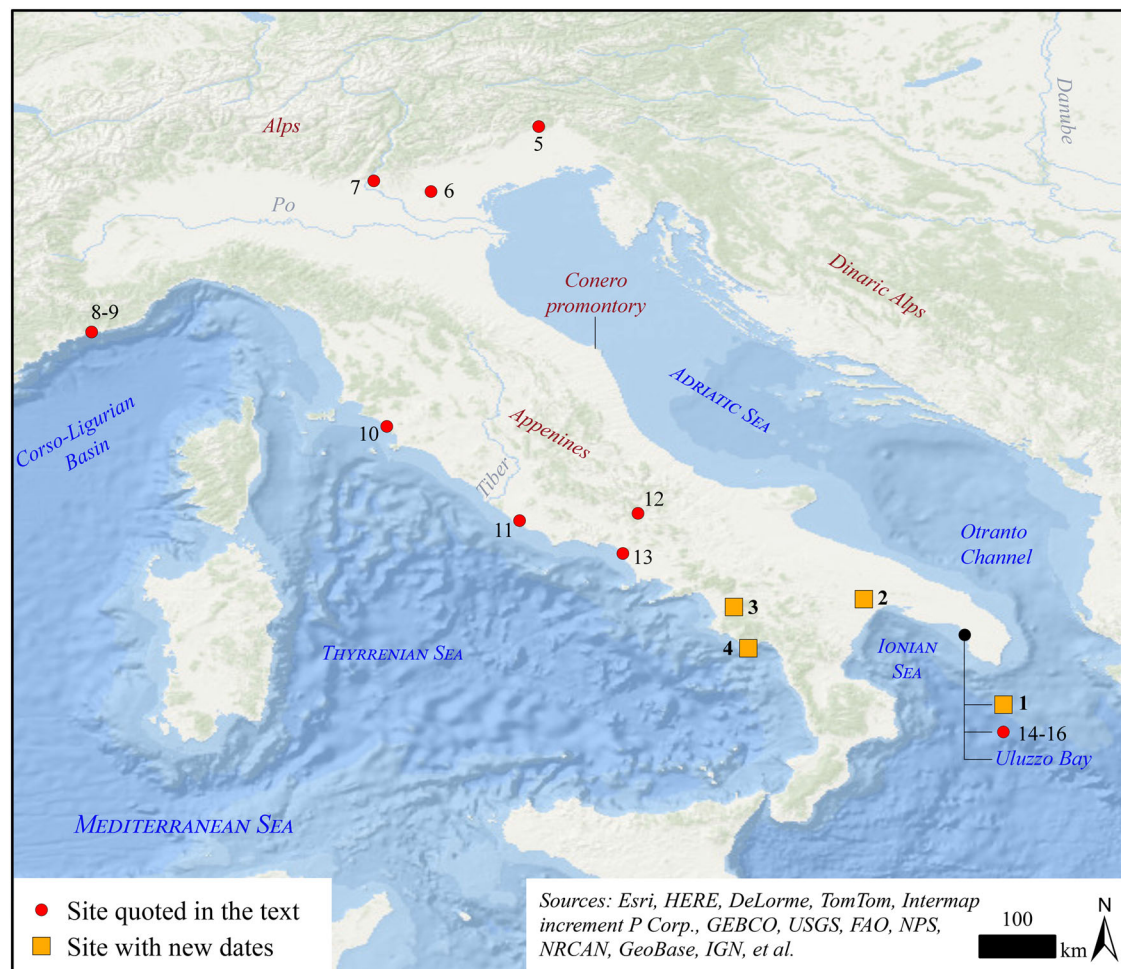 Alps
Danube
5
7
6
Po
Dinaric Alps
Conero
promontory
8-9
Adriatic Sea
Corso-Ligurian
Basin
10
Appenines
Tiber
12
11
Otranto
Channel
13
3
2
4
Thyrrenian Sea
Ionian
Sea
1
14-16
Uluzzo Bay
Mediterranean Sea
Site quoted in the text
Site with new dates
Sources: Esri, HERE, DeLorme, TomTom, Intermap
increment P Corp., GEBCO, USGS, FAO, NPS,
NRCAN, GeoBase, IGN, et al.
100
km
N